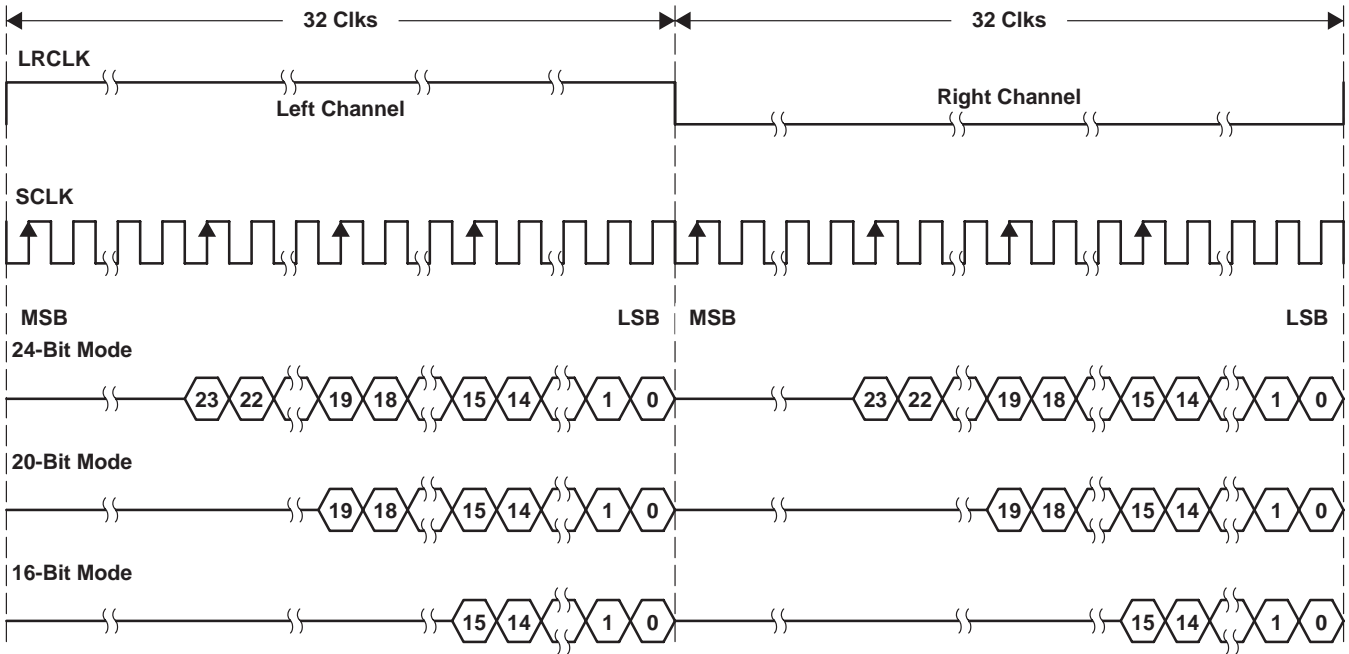 32 Clks 32 Clks
LRCLK
Left Channel Right Channel
SCLK
MSB LSB MSB LSB
24-Bit Mode
23 22 19 18 15 14 1 0 23 22 19 18 15 14 1 0
20-Bit Mode
19 18 15 14 1 0 19 18 15 14 1 0
16-Bit Mode
15 14 1 0 15 14 1 0